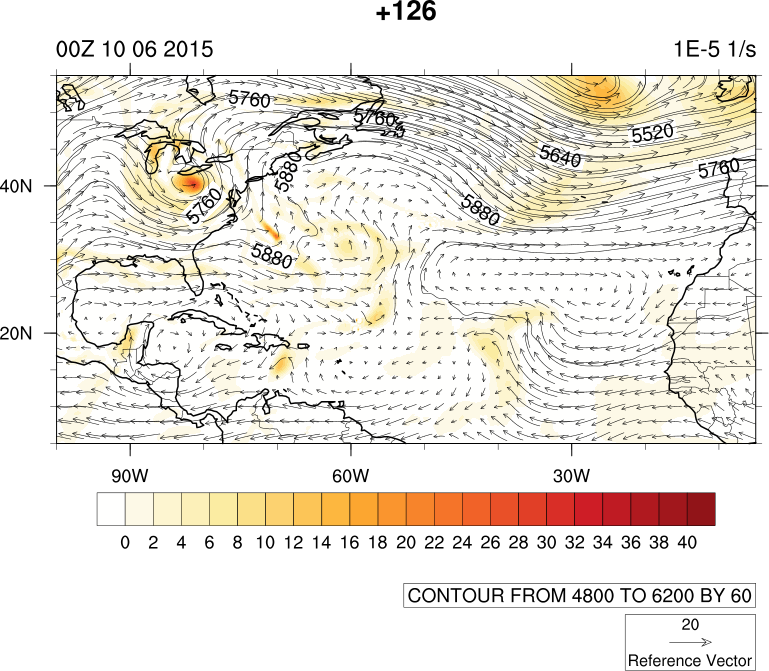 +126
00Z 10 06 2015 1E-5 1/s
5760
5760
5520
5640
5880
5760
40N
5760
5880
5880
20N
90W 60W 30W
0 2 4 6 8 10 12 14 16 18 20 22 24 26 28 30 32 34 36 38 40
CONTOUR FROM 4800 TO 6200 BY 60
20
Reference Vector